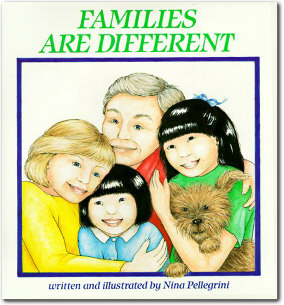 FAMILIES
ARE DIFFERENT
written and illustrated by Nina Pellegrini